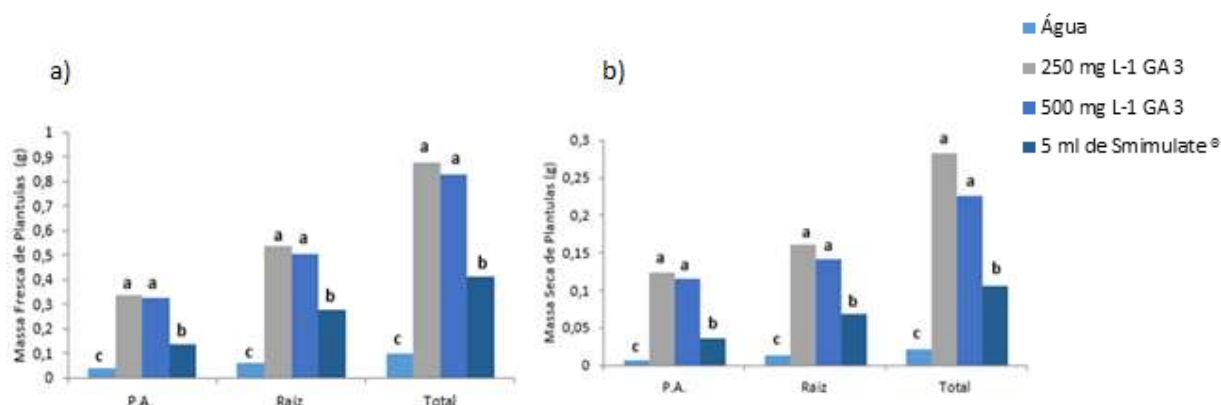 Água
250 mg L-1 GA 3
500 mg L-1 GA 3
5 ml de Smimulate ®
a)
Massa Fresca de Plantulas (g)
1
0,9
0,8
0,7
0,6
0,5
0,4
0,3
0,2
0,1
0
c a a b
c a a b
c a a b
P.A. Raiz Total
b)
Massa Seca de Plantulas (g)
0,3
0,25
0,2
0,15
0,1
0,05
0
c a a b
c a a b
c a a b
P.A. Raiz Total